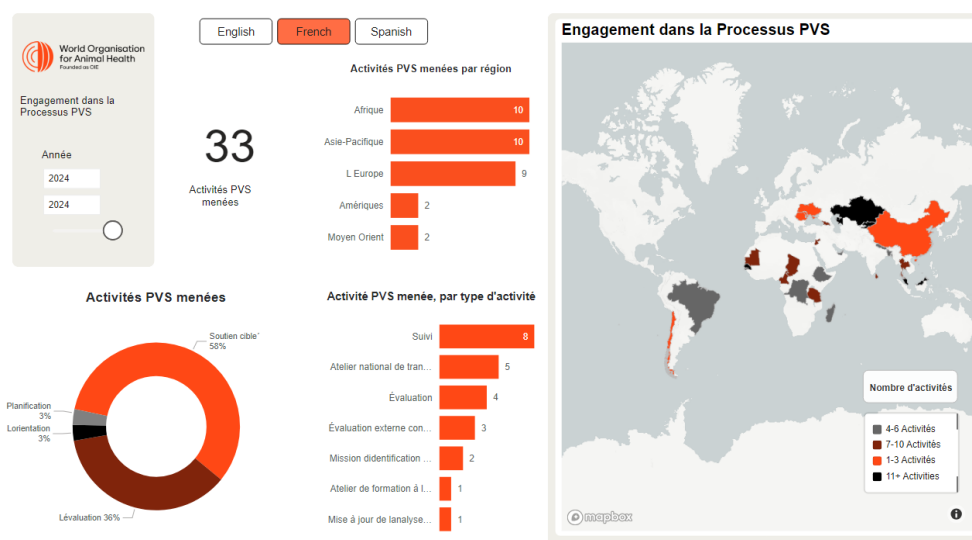 World Organisation
for Animal Health
Founded as OIE
Engagement dans la
Processus PVS
Année
2024
2024
English
French
Spanish
33
Activités PVS
menées
Activités PVS menées par région
Afrique
10
Asie-Pacifique
10
L Europe
9
Amériques
2
Moyen Orient
2
Activités PVS menées
Soutien cible'
58%
Planification
3%
Lorientation
3%
Lévaluation 36%
Activité PVS menée, par type d'activité
Suivi
8
Atelier national de tran...
5
Évaluation
4
Évaluation externe con...
3
Mission didentification ...
2
Atelier de formation à l...
1
Mise à jour de lanalyse...
1
Engagement dans la Processus PVS
Nombre d'activités
4-6 Activités
7-10 Activités
1-3 Activités
11+ Activities
mapbox